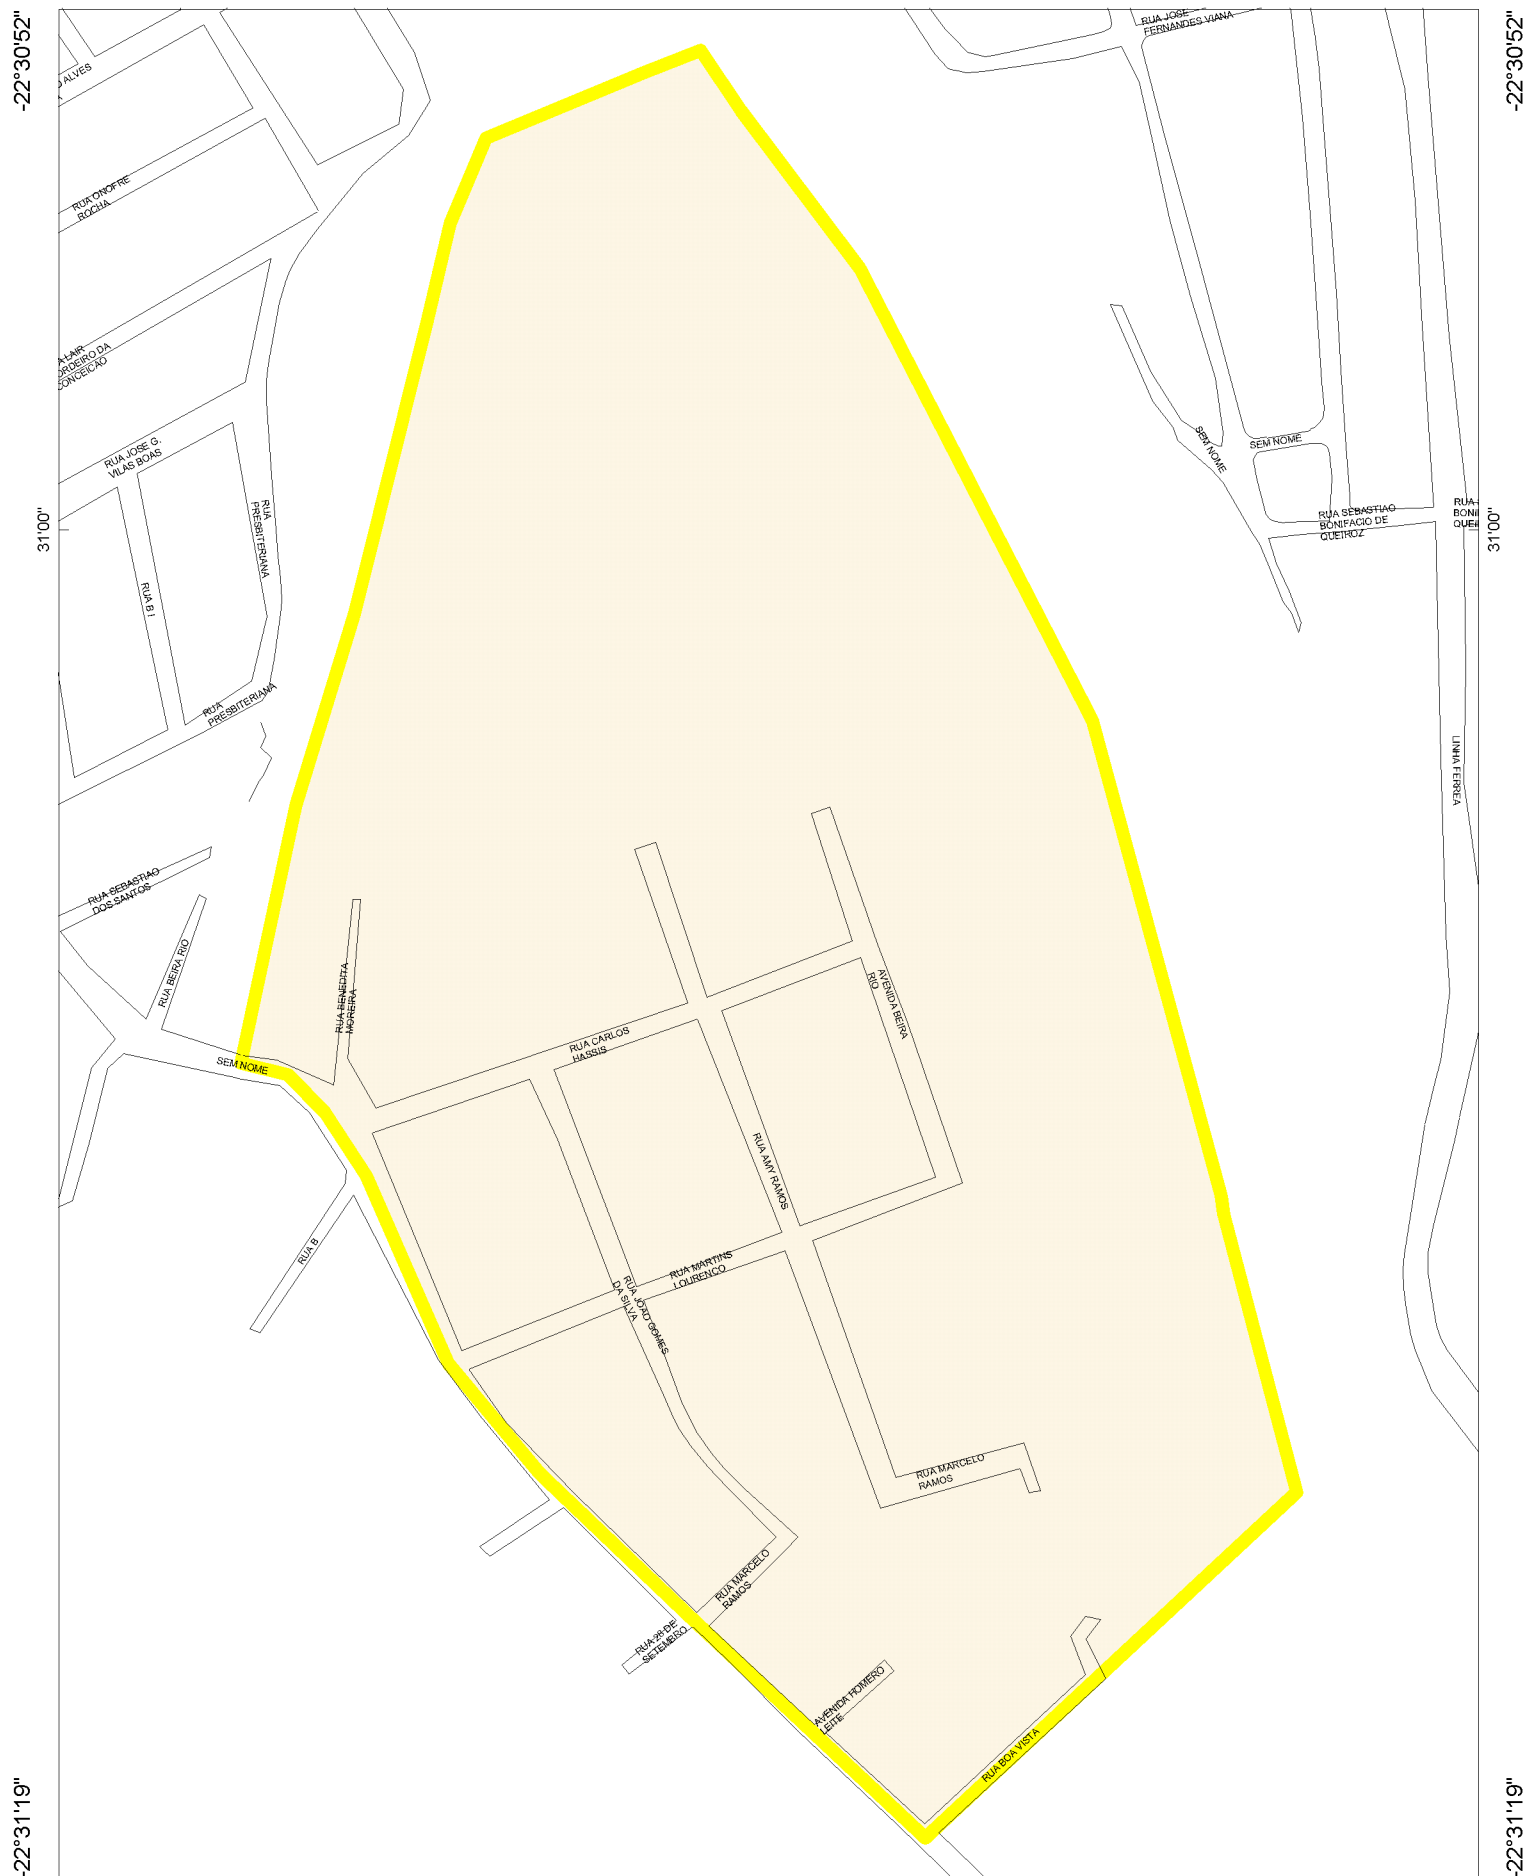 -22°30'52"
-22°30'52"
RUA JOSE
FERNANDES VIANA
ALVES
RUA ONOFRE
ROCHA
LAIR
ORDEIRO DA
CONCEICAO
RUA JOSE G.
VILAS BOAS
SEM NOME
SEM NOME
RUA
PRESBITERIANA
RUA SEBASTIAO
BONIFACIO DE
QUEIROZ
RUA
BONI
QUEI
31'00"
31'00"
RUA B I
RUA
PRESBITERIANA
LINHA FERREA
RUA SEBASTIAO
DOS SANTOS
RUA BEIRA RIO
RUA BENEDITA
MOREIRA
AVENIDA BEIRA
RIO
RUA CARLOS
HASSIS
SEM NOME
RUA AMY RAMOS
RUA B
RUA MARTINS
LOURENCO
RUA JOAO GOMES
DA SILVA
RUA MARCELO
RAMOS
RUA MARCELO
RAMOS
RUA 28 DE
SETEMBRO
AVENIDA HOMERO
LEITE
RUA BOA VISTA
-22°31'19"
-22°31'19"